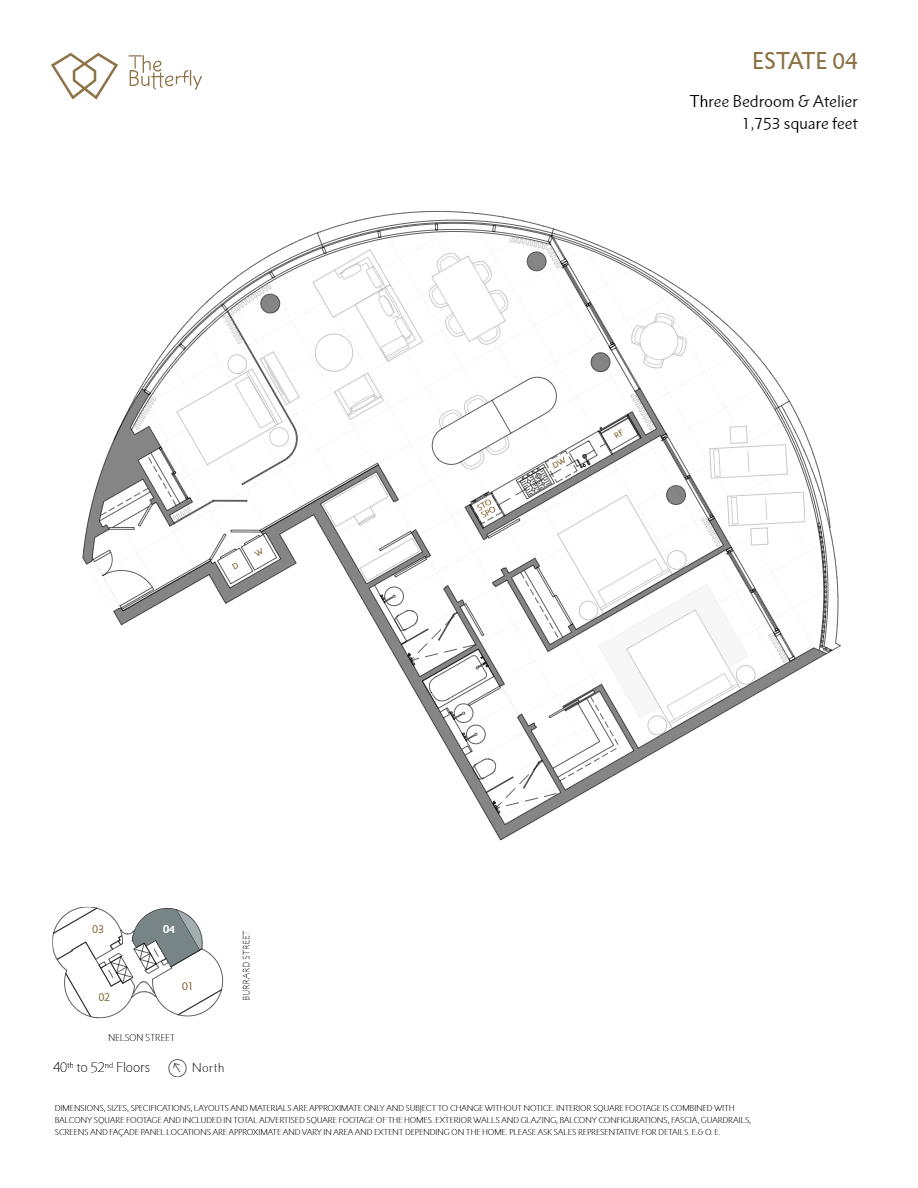 The
Butterfly
ESTATE 04
Three Bedroom & Atelier
1,753 square feet
RF
DW
STO
SPO
W
D
03
04
02
01
BURRARD STREET
NELSON STREET
40th to 52nd Floors
North
DIMENSIONS, SIZES, SPECIFICATIONS, LAYOUTS AND MATERIALS ARE APPROXIMATE ONLY AND SUBJECT TO CHANGE WITHOUT NOTICE. INTERIOR SQUARE FOOTAGE IS COMBINED WITH
BALCONY SQUARE FOOTAGE AND INCLUDED IN TOTAL ADVERTISED SQUARE FOOTAGE OF THE HOMES. EXTERIOR WALLS AND GLAZING, BALCONY CONFIGURATIONS, FASCIA, GUARDRAILS,
SCREENS AND FAÇADE PANEL LOCATIONS ARE APPROXIMATE AND VARY IN AREA AND EXTENT DEPENDING ON THE HOME. PLEASE ASK SALES REPRESENTATIVE FOR DETAILS. E.& O. E.